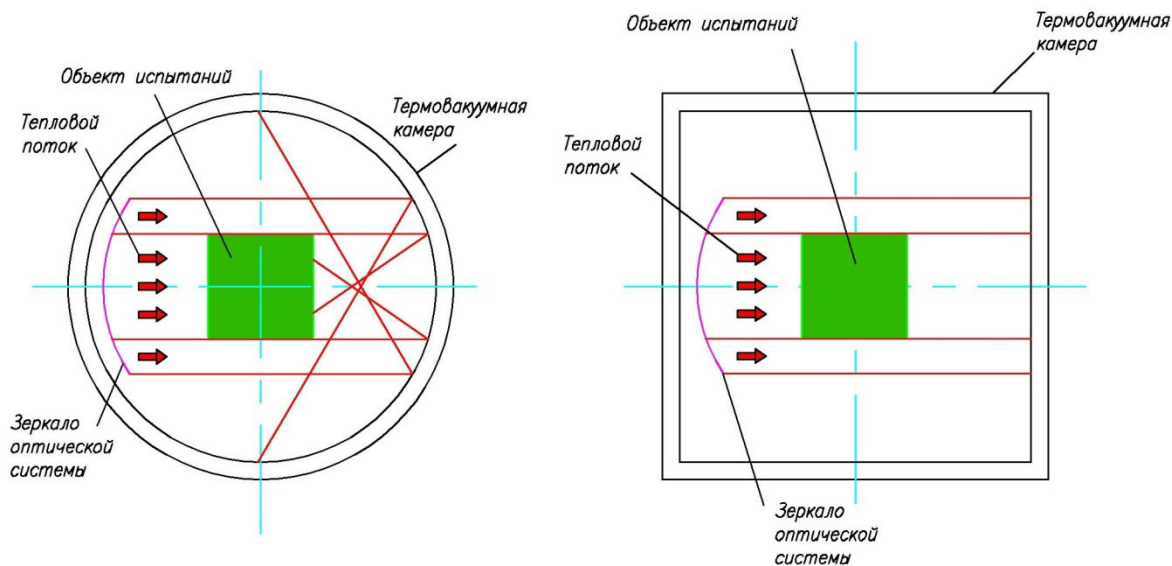 Объект испытаний
Термовакуумная
камера
Тепловой
поток
Зеркало
оптической
системы
Объект испытаний
Термовакуумная
камера
Тепловой
поток
Зеркало
оптической
системы